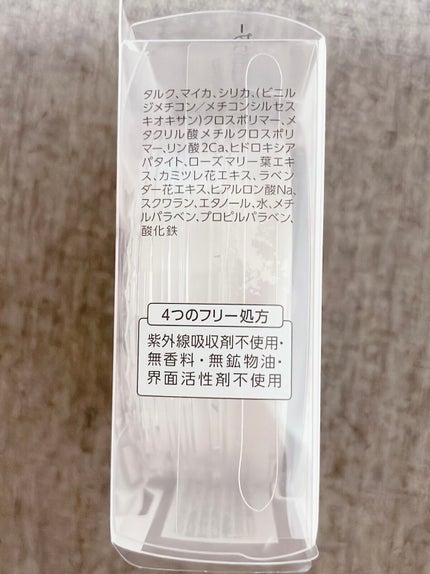 タルク、マイカ、シリカ、(ビニル
ジメチコン/メチコンシルセス
キオキサン)クロスポリマー、メ
タクリル酸メチルクロスポリ
マー、リン酸2Ca、ヒドロキシア
パタイト、ローズマリー葉エキ
ス、カミツレ花エキス、ラベン
ダー花エキス、ヒアルロン酸Na、
スクワラン、エタノール、水、メ
チルパラベン、プロピルパラベン、
酸化鉄
4つのフリー処方
紫外線吸収剤不使用・
無香料・無鉱物油・
界面活性剤不使用